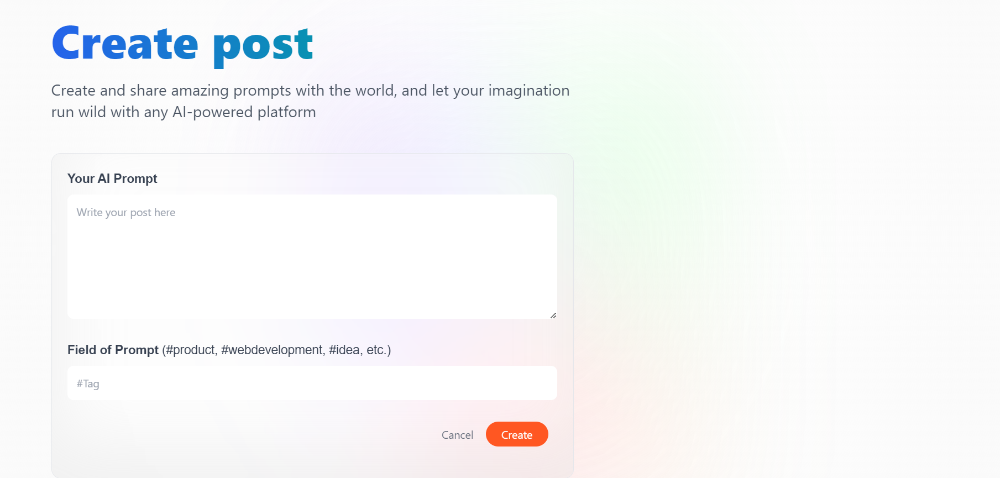 Create post
Create and share amazing prompts with the world, and let your imagination
run wild with any AI-powered platform
Your AI Prompt
Write your post here
Field of Prompt (#product, #webdevelopment, #idea, etc.)
#Tag
Cancel
Create